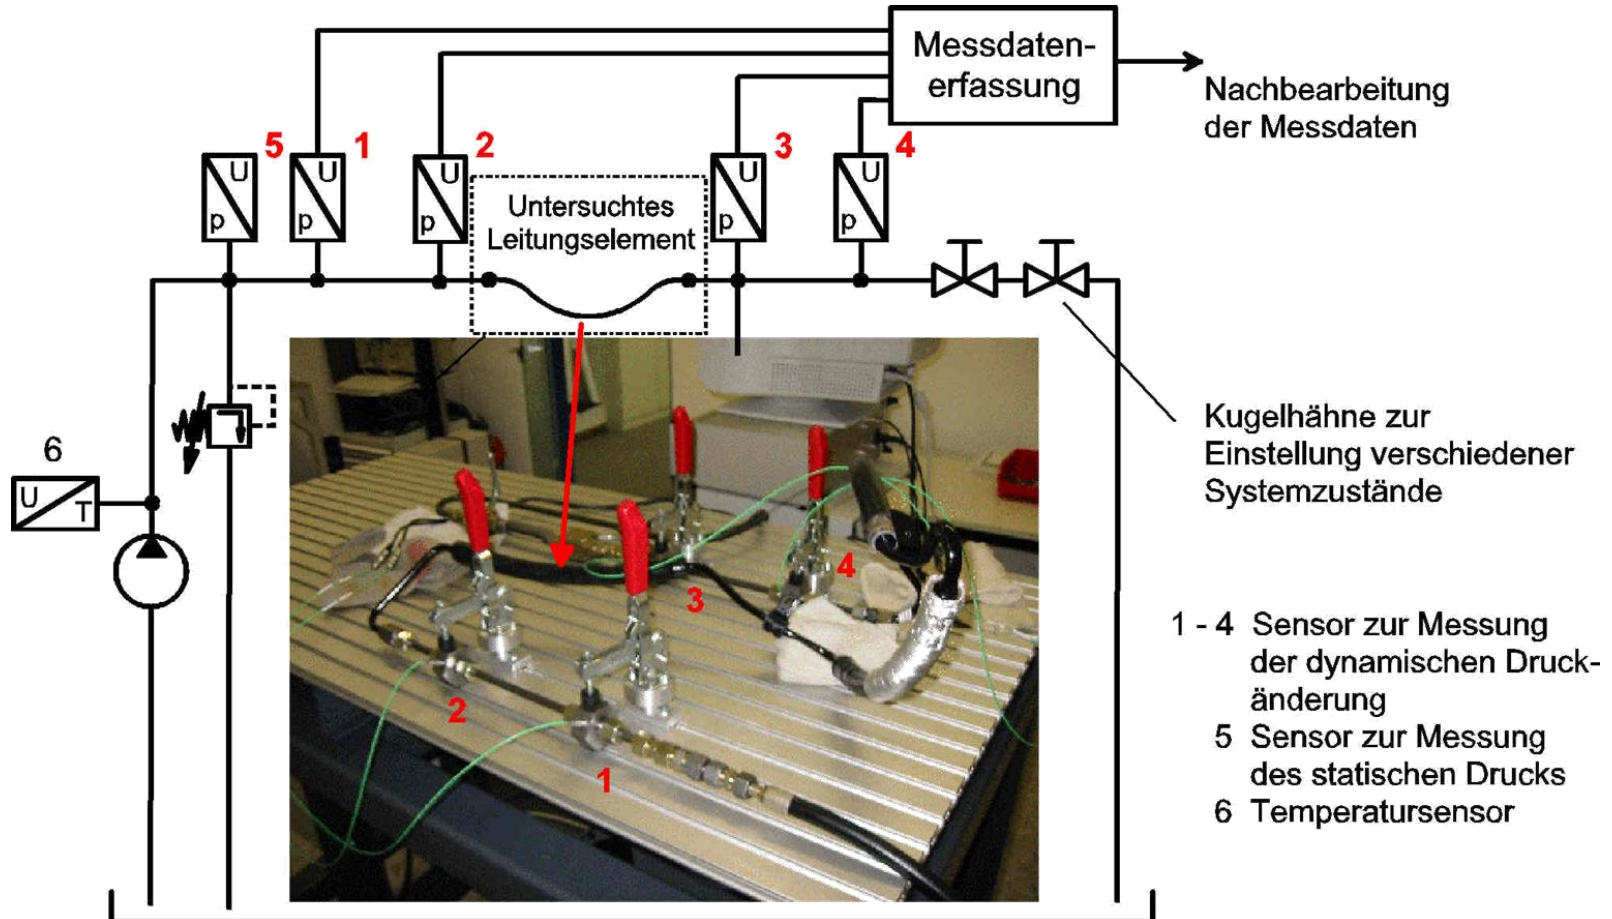 Messdaten-
erfassung
Nachbearbeitung
der Messdaten
5
1
2
3
4
U
p
U
p
U
p
U
p
U
p
Untersuchtes
Leitungselement
6
U
T
Kugelhähne zur
Einstellung verschiedener
Systemzustände
4
3
2
1
1 - 4 Sensor zur Messung
der dynamischen Druck-
änderung
5 Sensor zur Messung
des statischen Drucks
6 Temperatursensor